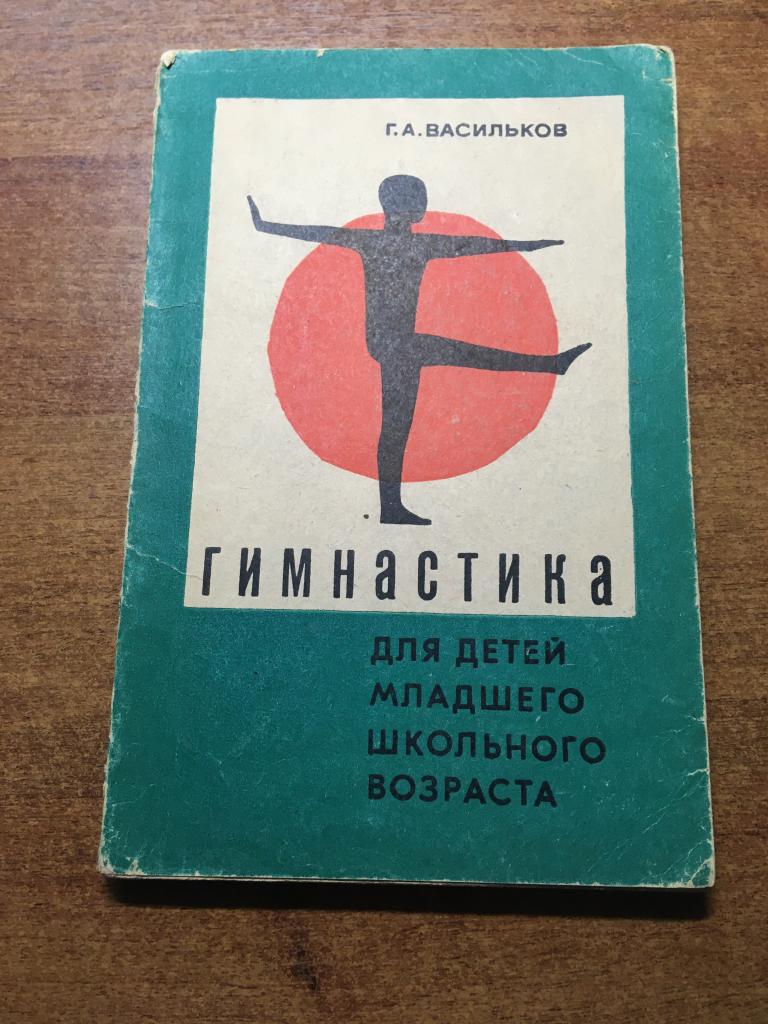 Г.А.ВАСИЛЬКОВ
ГИМНАСТИКА
ДЛЯ ДЕТЕЙ
МЛАДШЕГО
ШКОЛЬНОГО
ВОЗРАСТА